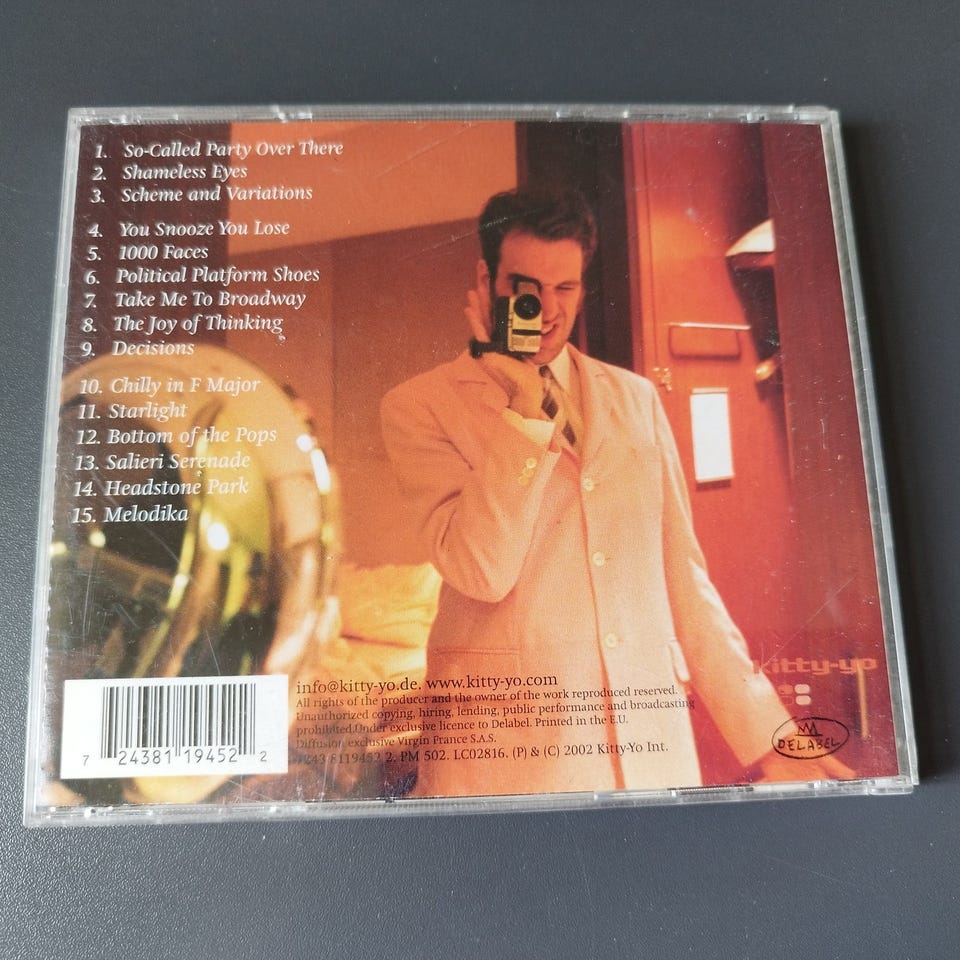 1. So-Called Party Over There
2. Shameless Eyes
3. Scheme and Variations
4. You Snooze You Lose
5. 1000 Faces
6. Political Platform Shoes
7. Take Me To Broadway
8. The Joy of Thinking
9. Decisions
10. Chilly in F Major
11. Starlight
12. Bottom of the Pops
13. Salieri Serenade
14. Headstone Park
15. Melodika
kitty-yo
info@kitty-yo.de. www.kitty-yo.com
All rights of the producer and the owner of the work reproduced reserved.
Unauthorized copying, hiring, lending, public performance and broadcasting
prohibited.Under exclusive licence to Delabel. Printed in the E.U.
Diffusion exclusive Virgin France S.A.S.
7243 8119452 2. PM 502. LC02816. (P) & (C) 2002 Kitty-Yo Int.
DELABEL
7 24381 19452 2